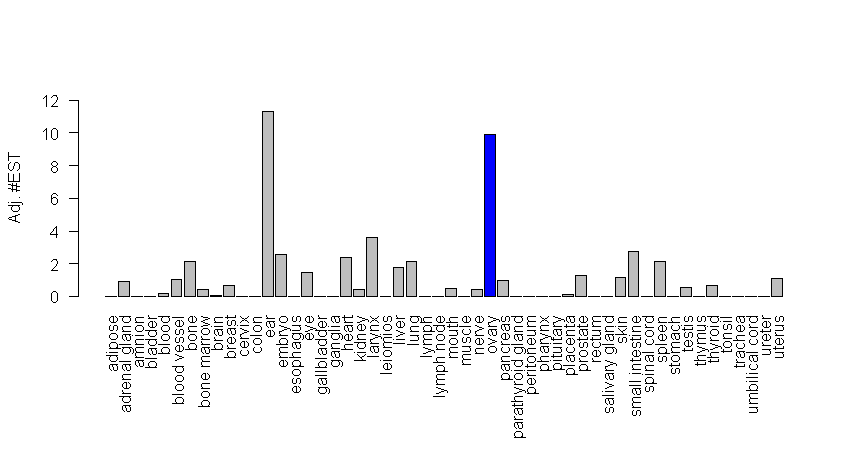 Adj. #EST
12
10
8
6
4
2
0
adipose
adrenal gland
amnion
bladder
blood
blood vessel
bone
bone marrow
brain
breast
cervix
colon
ear
embryo
esophagus
eye
gallbladder
ganglia
heart
kidney
larynx
leiomios
liver
lung
lymph
lymph node
mouth
muscle
nerve
ovary
pancreas
parathyroid gland
peritoneum
pharynx
pituitary
placenta
prostate
rectum
salivary gland
skin
small intestine
spinal cord
spleen
stomach
testis
thymus
thyroid
tonsil
trachea
umbilical cord
ureter
uterus